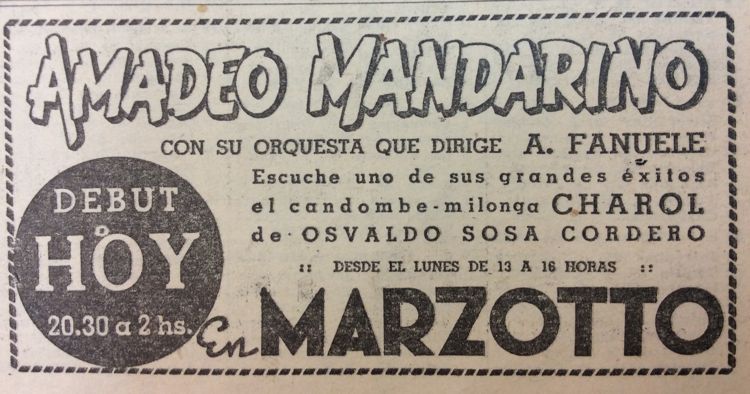 AMADEO MANDARINO
CON SU ORQUESTA QUE DIRIGE A. FANUELE
Escuche uno de sus grandes éxitos
el candombe-milonga CHAROL
de OSVALDO SOSA CORDERO
:: DESDE EL LUNES DE 13 A 16 HORAS ::
DEBUT
HOY
20.30 a 2 hs.
En MARZOTTO